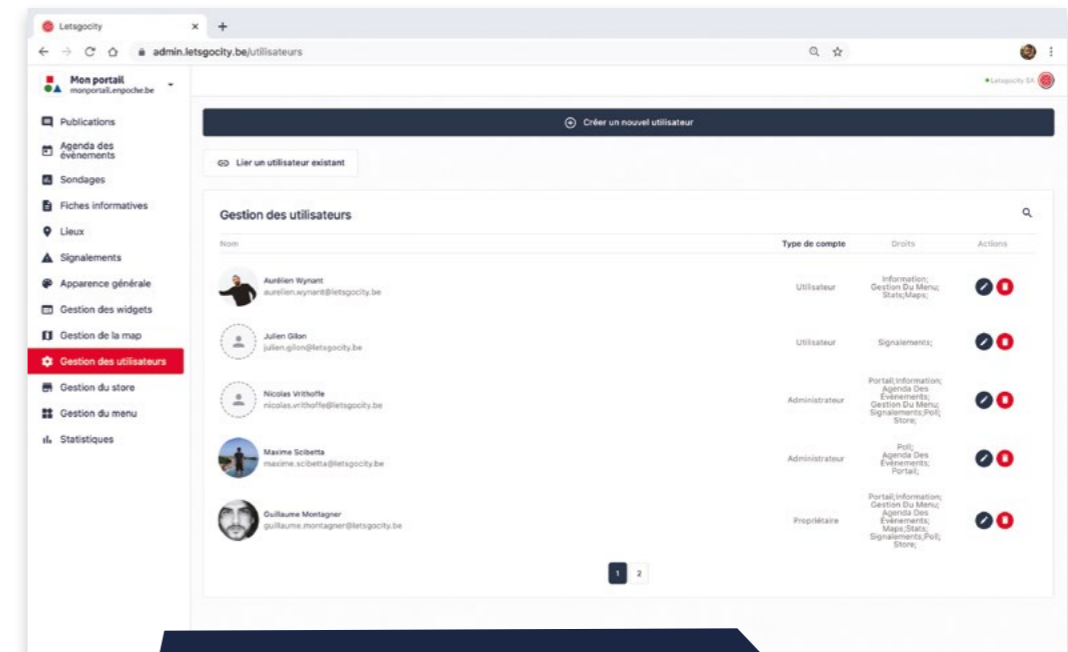 Letsgocity
admin.letsgocity.be/utilisateurs
Mon portail
monportail.enpoche.be
Letsgocity SA
Publications
Agenda des
évènements
Sondages
Fiches informatives
Lieux
Signalements
Apparence générale
Gestion des widgets
Gestion de la map
Gestion des utilisateurs
Gestion du store
Gestion du menu
Statistiques
Créer un nouvel utilisateur
Lier un utilisateur existant
Gestion des utilisateurs
Nom
Type de compte
Droits
Actions
Aurélien Wynant
aurelien.wynant@letsgocity.be
Utilisateur
Information;
Gestion Du Menu;
Stats;Maps;
Julien Gilon
julien.gilon@letsgocity.be
Utilisateur
Signalements;
Nicolas Vrithoffe
nicolas.vrithoffe@letsgocity.be
Administrateur
Portail;Information;
Agenda Des
Évènements;
Gestion Du Menu;
Signalements;Poll;
Store;
Maxime Scibetta
maxime.scibetta@letsgocity.be
Administrateur
Poll;
Agenda Des
Évènements;
Portail;
Guillaume Montagner
guillaume.montagner@letsgocity.be
Propriétaire
Portail;Information;
Gestion Du Menu;
Agenda Des
Évènements;
Maps;Stats;
Signalements;Poll;
Store;
1 2